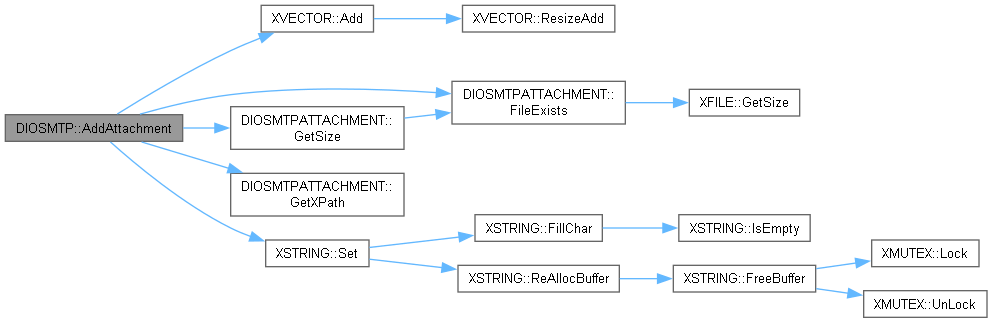 XVECTOR::Add
XVECTOR::ResizeAdd
DIOSMTPATTACHMENT::
FileExists
XFILE::GetSize
DIOSMTP::AddAttachment
DIOSMTPATTACHMENT::
GetSize
DIOSMTPATTACHMENT::
GetXPath
XSTRING::Set
XSTRING::FillChar
XSTRING::IsEmpty
XSTRING::ReAllocBuffer
XSTRING::FreeBuffer
XMUTEX::Lock
XMUTEX::UnLock